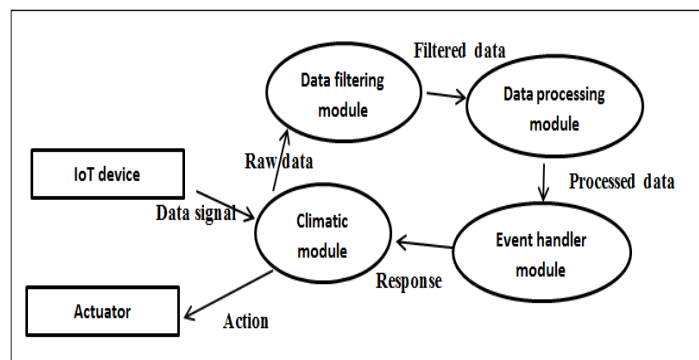 Filtered data
Data filtering
module
Data processing
module
Raw data
IoT device
Data signal
Processed data
Climatic
module
Event handler
module
Response
Actuator
Action